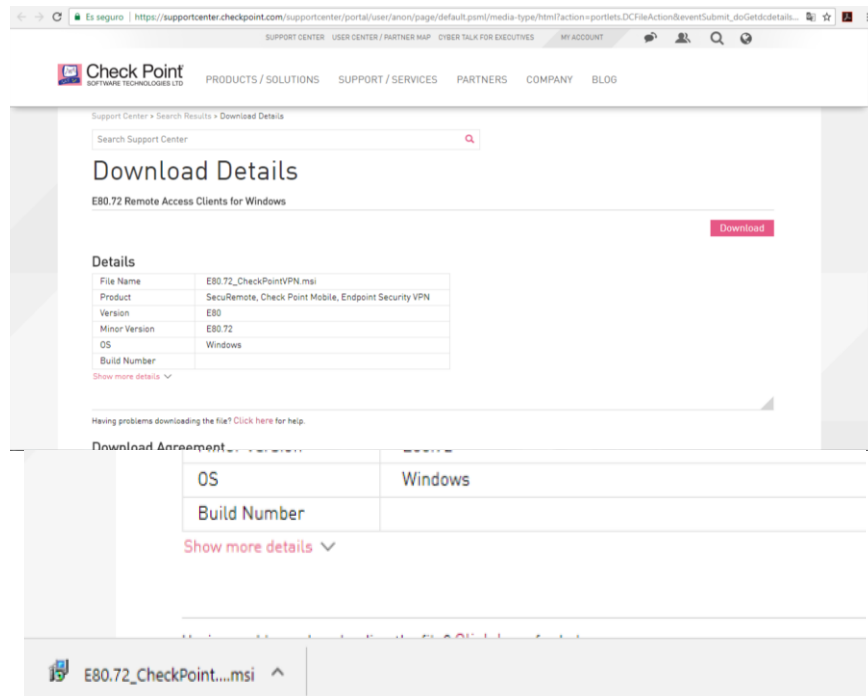 Es seguro | https://supportcenter.checkpoint.com/supportcenter/portal/user/anon/page/default.psml/media-type/html?action=portlets.DCFileAction&eventSubmit_doGetdcdetails...
SUPPORT CENTER USER CENTER / PARTNER MAP CYBER TALK FOR EXECUTIVES MY ACCOUNT
Check Point
SOFTWARE TECHNOLOGIES LTD
PRODUCTS / SOLUTIONS SUPPORT / SERVICES PARTNERS COMPANY BLOG
Support Center > Search Results > Download Details
Search Support Center
Download Details
E80.72 Remote Access Clients for Windows
Download
Details
File Name E80.72_CheckPointVPN.msi
Product SecuRemote, Check Point Mobile, Endpoint Security VPN
Version E80
Minor Version E80.72
OS Windows
Build Number
Show more details
Having problems downloading the file? Click here for help.
Download Agreement
OS Windows
Build Number
Show more details
E80.72_CheckPoint....msi